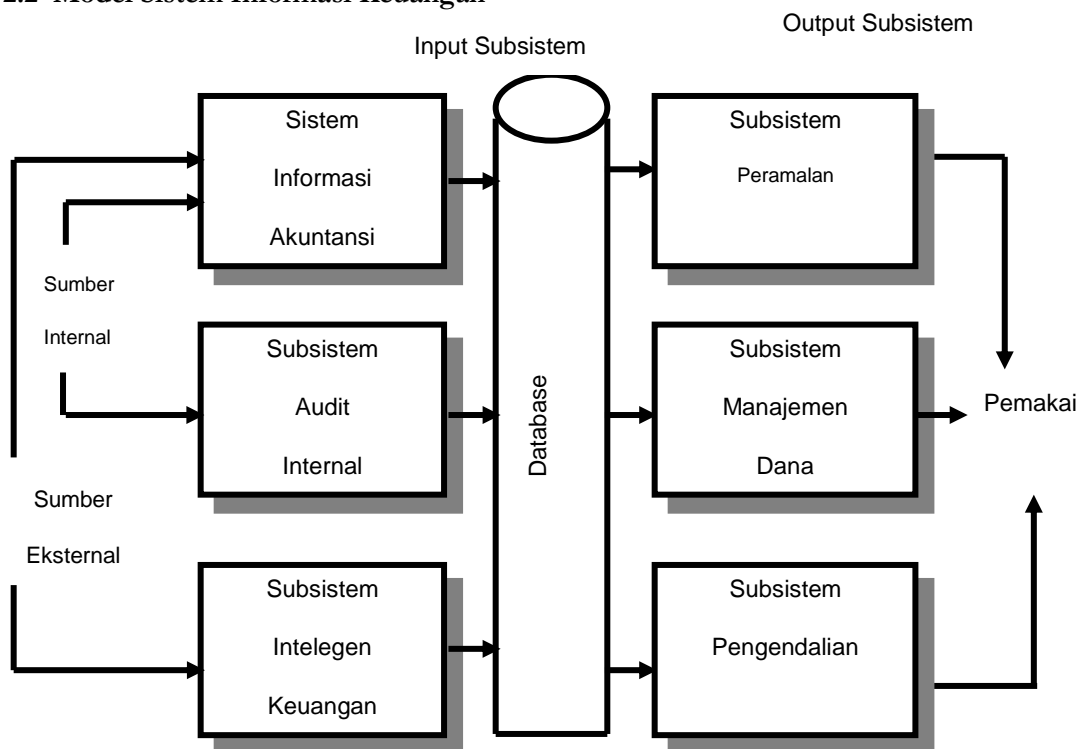 2.2 Model Sistem Informasi Keuangan
Output Subsistem
Input Subsistem
Sistem
Informasi
Akuntansi
Subsistem
Peramalan
Sumber
Internal
Subsistem
Audit
Internal
Database
Subsistem
Manajemen
Dana
Pemakai
Sumber
Eksternal
Subsistem
Intelegen
Keuangan
Subsistem
Pengendalian